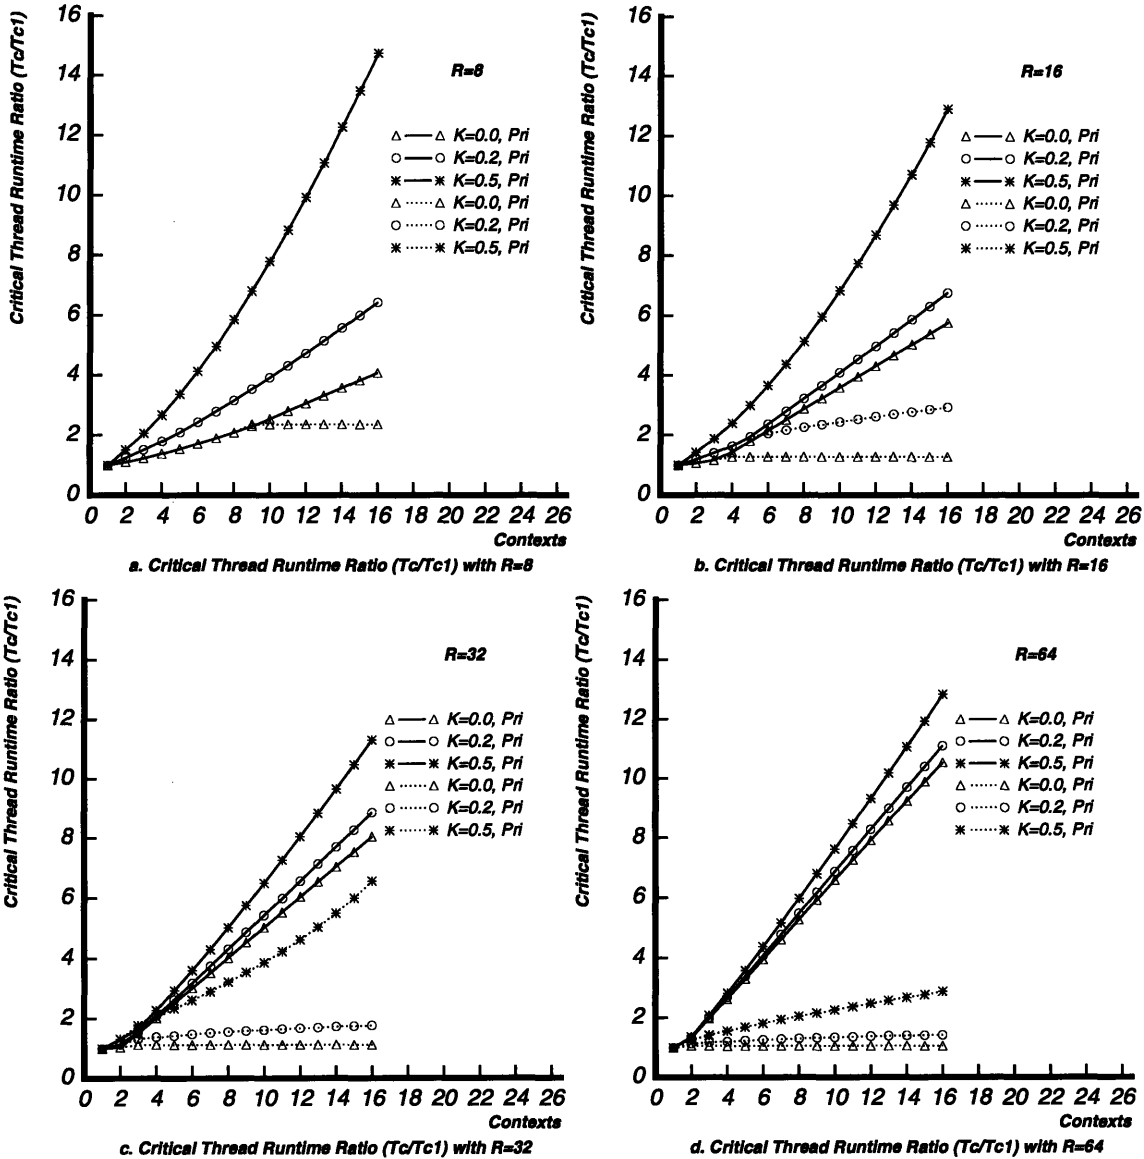 Critical Thread Runtime Ratio (Tc/Tc1)
16
14
12
10
8
6
4
2
0
R=8
K=0.0, Pri
K=0.2, Pri
K=0.5, Pri
K=0.0, Pri
K=0.2, Pri
K=0.5, Pri
0 2 4 6 8 10 12 14 16 18 20 22 24 26
Contexts
a. Critical Thread Runtime Ratio (Tc/Tc1) with R=8
Critical Thread Runtime Ratio (Tc/Tc1)
16
14
12
10
8
6
4
2
0
R=16
K=0.0, Pri
K=0.2, Pri
K=0.5, Pri
K=0.0, Pri
K=0.2, Pri
K=0.5, Pri
0 2 4 6 8 10 12 14 16 18 20 22 24 26
Contexts
b. Critical Thread Runtime Ratio (Tc/Tc1) with R=16
Critical Thread Runtime Ratio (Tc/Tc1)
16
14
12
10
8
6
4
2
0
R=32
K=0.0, Pri
K=0.2, Pri
K=0.5, Pri
K=0.0, Pri
K=0.2, Pri
K=0.5, Pri
0 2 4 6 8 10 12 14 16 18 20 22 24 26
Contexts
c. Critical Thread Runtime Ratio (Tc/Tc1) with R=32
Critical Thread Runtime Ratio (Tc/Tc1)
16
14
12
10
8
6
4
2
0
R=64
K=0.0, Pri
K=0.2, Pri
K=0.5, Pri
K=0.0, Pri
K=0.2, Pri
K=0.5, Pri
0 2 4 6 8 10 12 14 16 18 20 22 24 26
Contexts
d. Critical Thread Runtime Ratio (Tc/Tc1) with R=64